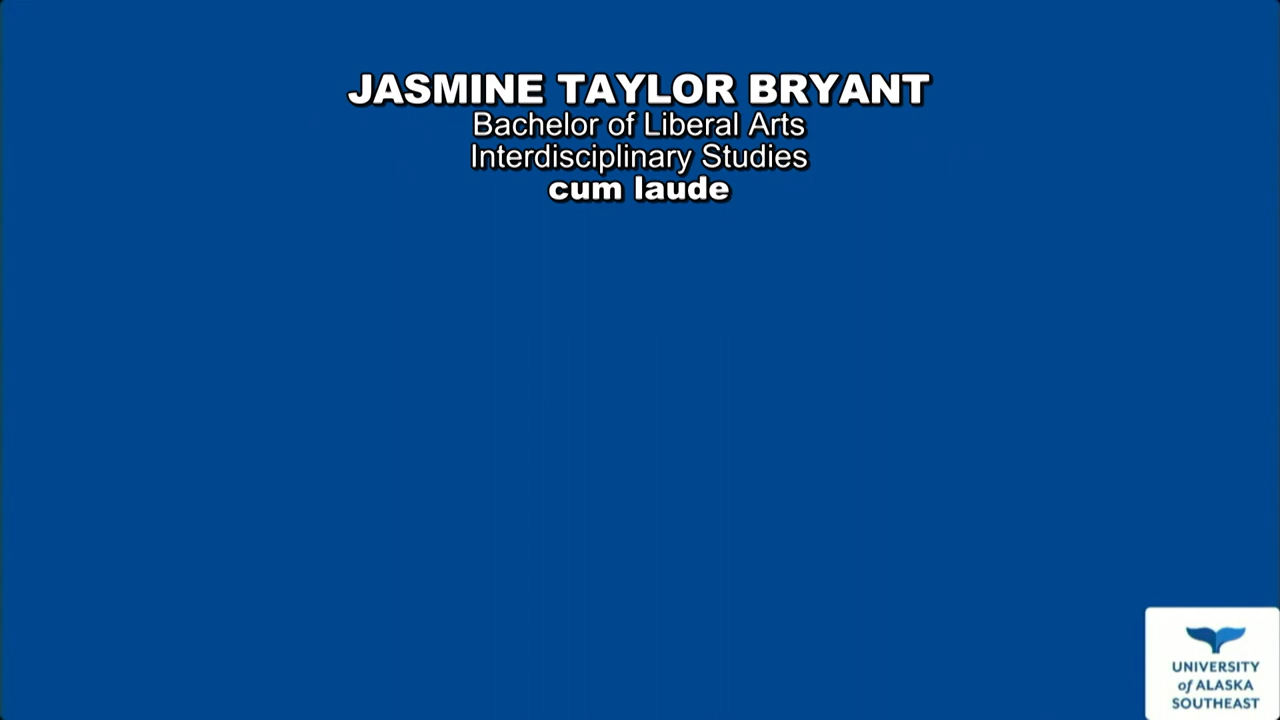 JASMINE TAYLOR BRYANT
Bachelor of Liberal Arts
Interdisciplinary Studies
cum laude
UNIVERSITY
of ALASKA
SOUTHEAST